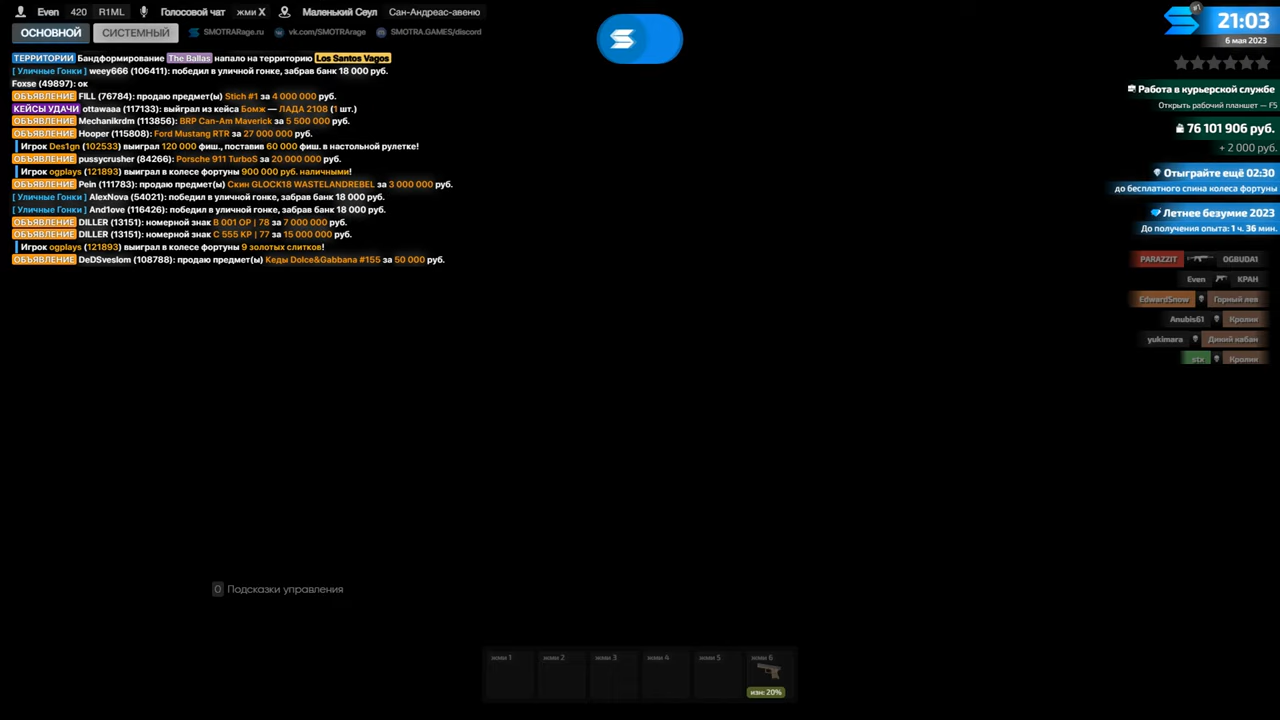 Even 420 R1ML Голосовой чат жми X Маленький Сеул Сан-Андреас-авеню
ОСНОВНОЙ СИСТЕМНЫЙ SMOTRArage.ru vk.com/SMOTRArage SMOTRA.GAMES/discord
ТЕРРИТОРИИ Бандформирование The Ballas напало на территорию Los Santos Vagos
[ Уличные Гонки ] weey666 (106411): победил в уличной гонке, забрав банк 18 000 руб.
Foxse (49897): ок
ОБЪЯВЛЕНИЕ FILL (76784): продаю предмет(ы) Stich #1 за 4 000 000 руб.
КЕЙСЫ УДАЧИ ottawaaa (117133): выйграл из кейса Бомж — ЛАДА 2108 (1 шт.)
ОБЪЯВЛЕНИЕ Mechanikrdm (113856): BRP Can-Am Maverick за 5 500 000 руб.
ОБЪЯВЛЕНИЕ Hooper (115808): Ford Mustang RTR за 27 000 000 руб.
Игрок Des1gn (102533) выиграл 120 000 фиш., поставив 60 000 фиш. в настольной рулетке!
ОБЪЯВЛЕНИЕ pussycrusher (84266): Porsche 911 TurboS за 20 000 000 руб.
Игрок ogplays (121893) выиграл в колесе фортуны 900 000 руб. наличными!
ОБЪЯВЛЕНИЕ Pein (111783): продаю предмет(ы) Скин GLOCK18 WASTELANDREBEL за 3 000 000 руб.
[ Уличные Гонки ] AlexNova (54021): победил в уличной гонке, забрав банк 18 000 руб.
[ Уличные Гонки ] And1ove (116426): победил в уличной гонке, забрав банк 18 000 руб.
ОБЪЯВЛЕНИЕ DILLER (13151): номерной знак В 001 ОР | 78 за 7 000 000 руб.
ОБЪЯВЛЕНИЕ DILLER (13151): номерной знак С 555 КР | 77 за 15 000 000 руб.
Игрок ogplays (121893) выиграл в колесе фортуны 9 золотых слитков!
ОБЪЯВЛЕНИЕ DeDSveslom (108788): продаю предмет(ы) Кеды Dolce&Gabbana #155 за 50 000 руб.
#1
21:03
6 мая 2023
Работа в курьерской службе
Открыть рабочий планшет — F5
76 101 906 руб.
+ 2 000 руб.
Отыграйте ещё 02:30
до бесплатного спина колеса фортуны
Летнее безумие 2023
До получения опыта: 1 ч. 36 мин.
PARAZZIT OGBUDA1
Even КРАН
EdwardSnow Горный лев
Anubis61 Кролик
yukimara Дикий кабан
stx Кролик
0 Подсказки управления
жми 1 жми 2 жми 3 жми 4 жми 5 жми 6
изн: 20%